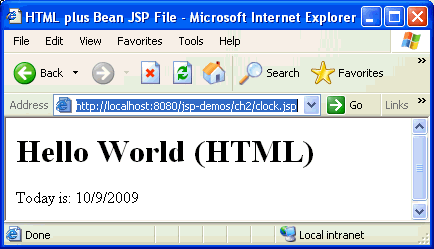 HTML plus Bean JSP File - Microsoft Internet Explorer
File View Favorites Tools Help
Back Search Favorites »
Address http://localhost:8080/jsp-demos/ch2/clock.jsp Go Links »
Hello World (HTML)
Today is: 10/9/2009
Done Local intranet